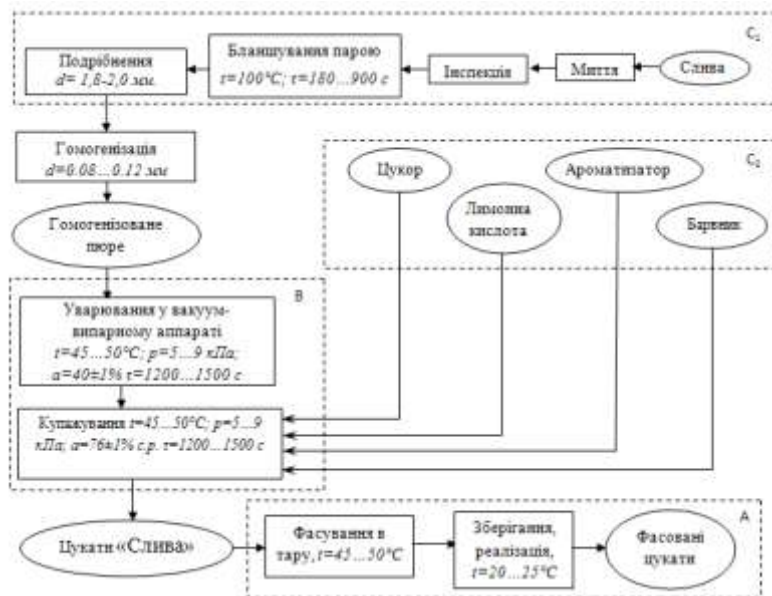 C₁
Подрібнення
d= 1,8-2,0 мм.
Бланшування парою
t=100°C; τ=180...900 с
Інспекція
Миття
Слива
Гомогенізація
d=0.08...0.12 мм
Гомогенізоване
пюре
C₂
Цукор
Ароматизатор
Лимонна
кислота
Барвник
B
Уварювання у вакуум-
випарному аппараті
t=45...50°C; p=5...9 кПа;
a=40±1% τ=1200...1500 с
Купажування t=45...50°C; p=5...9
кПа; a=76±1% с.р. τ=1200...1500 с
A
Цукати «Слива»
Фасування в
тару, t=45...50°C
Зберігання,
реалізація,
t=20...25°C
Фасовані
цукати